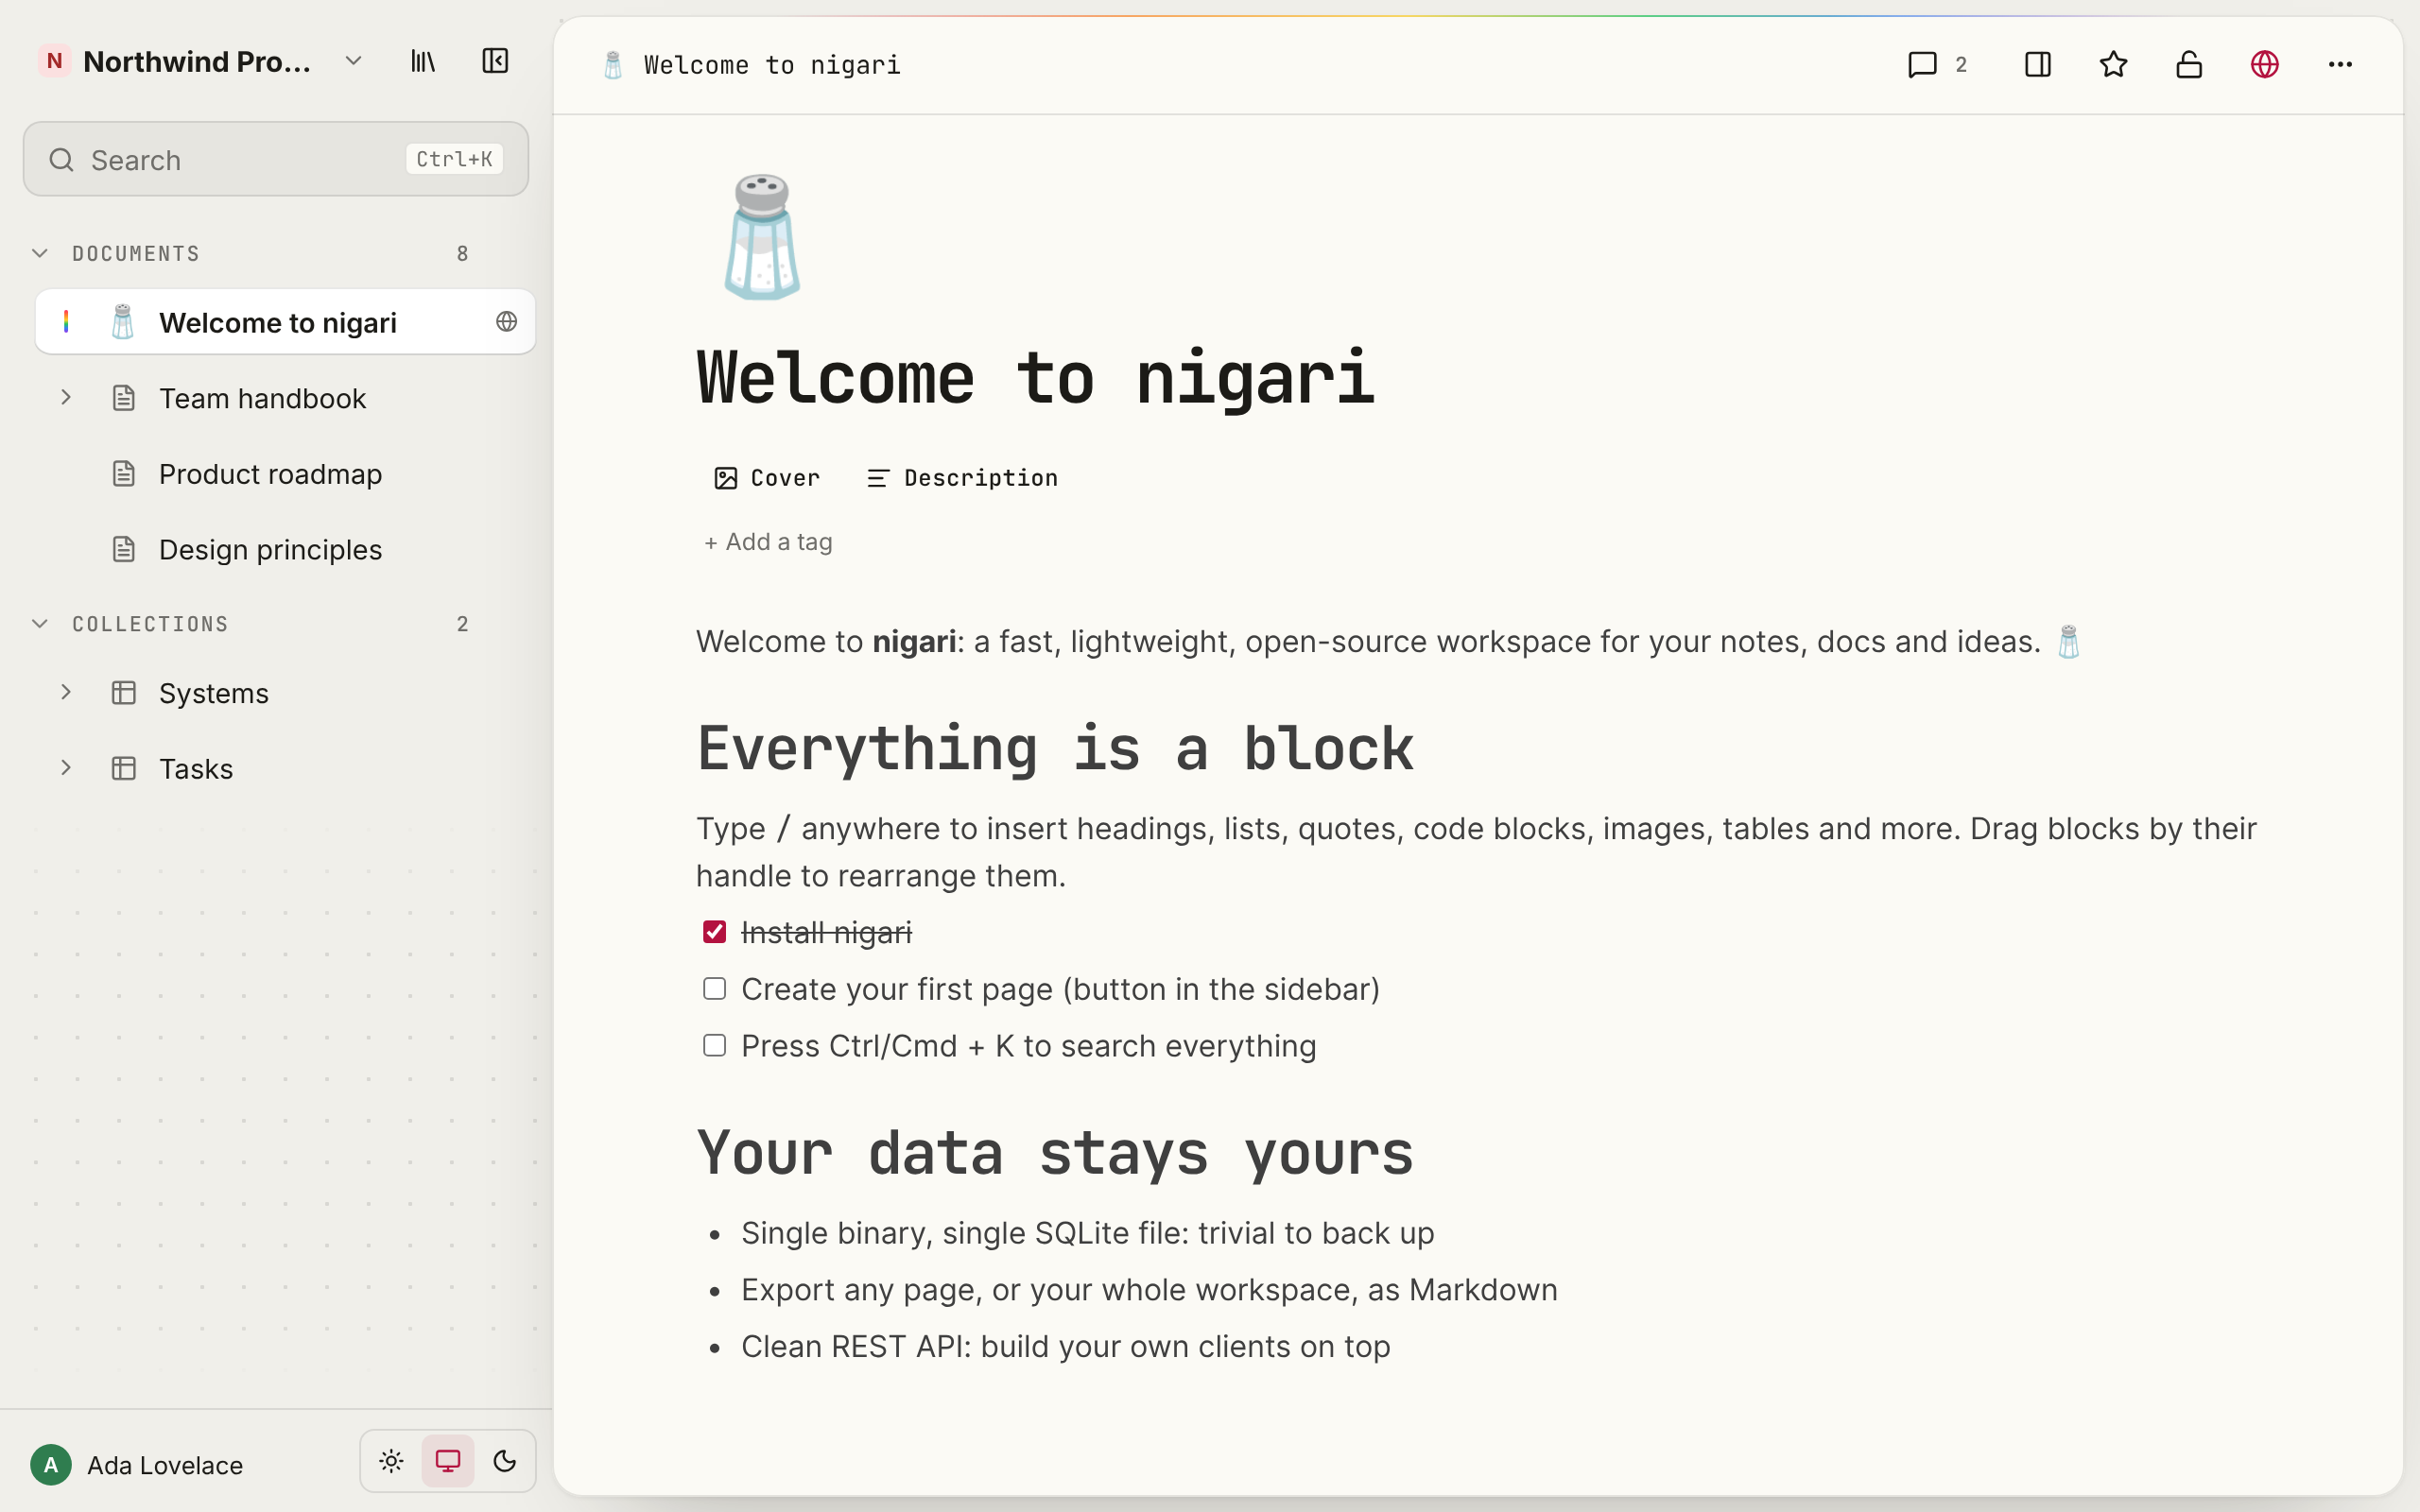 N Northwind Pro...
Search Ctrl+K
DOCUMENTS 8
Welcome to nigari
Team handbook
Product roadmap
Design principles
COLLECTIONS 2
Systems
Tasks
A Ada Lovelace
Welcome to nigari 2
Welcome to nigari
Cover Description
+ Add a tag
Welcome to nigari: a fast, lightweight, open-source workspace for your notes, docs and ideas.
Everything is a block
Type / anywhere to insert headings, lists, quotes, code blocks, images, tables and more. Drag blocks by their
handle to rearrange them.
Install nigari
Create your first page (button in the sidebar)
Press Ctrl/Cmd + K to search everything
Your data stays yours
• Single binary, single SQLite file: trivial to back up
• Export any page, or your whole workspace, as Markdown
• Clean REST API: build your own clients on top